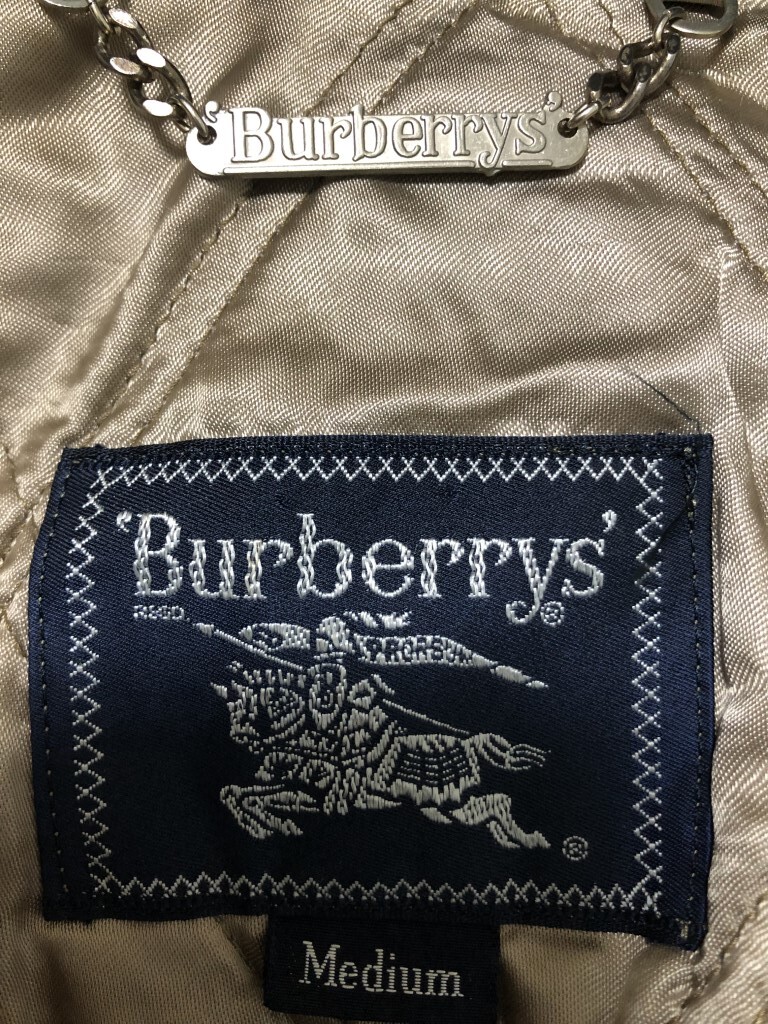 'Burberrys'
'Burberrys'
REGD. ®
PRORSUM
®
Medium